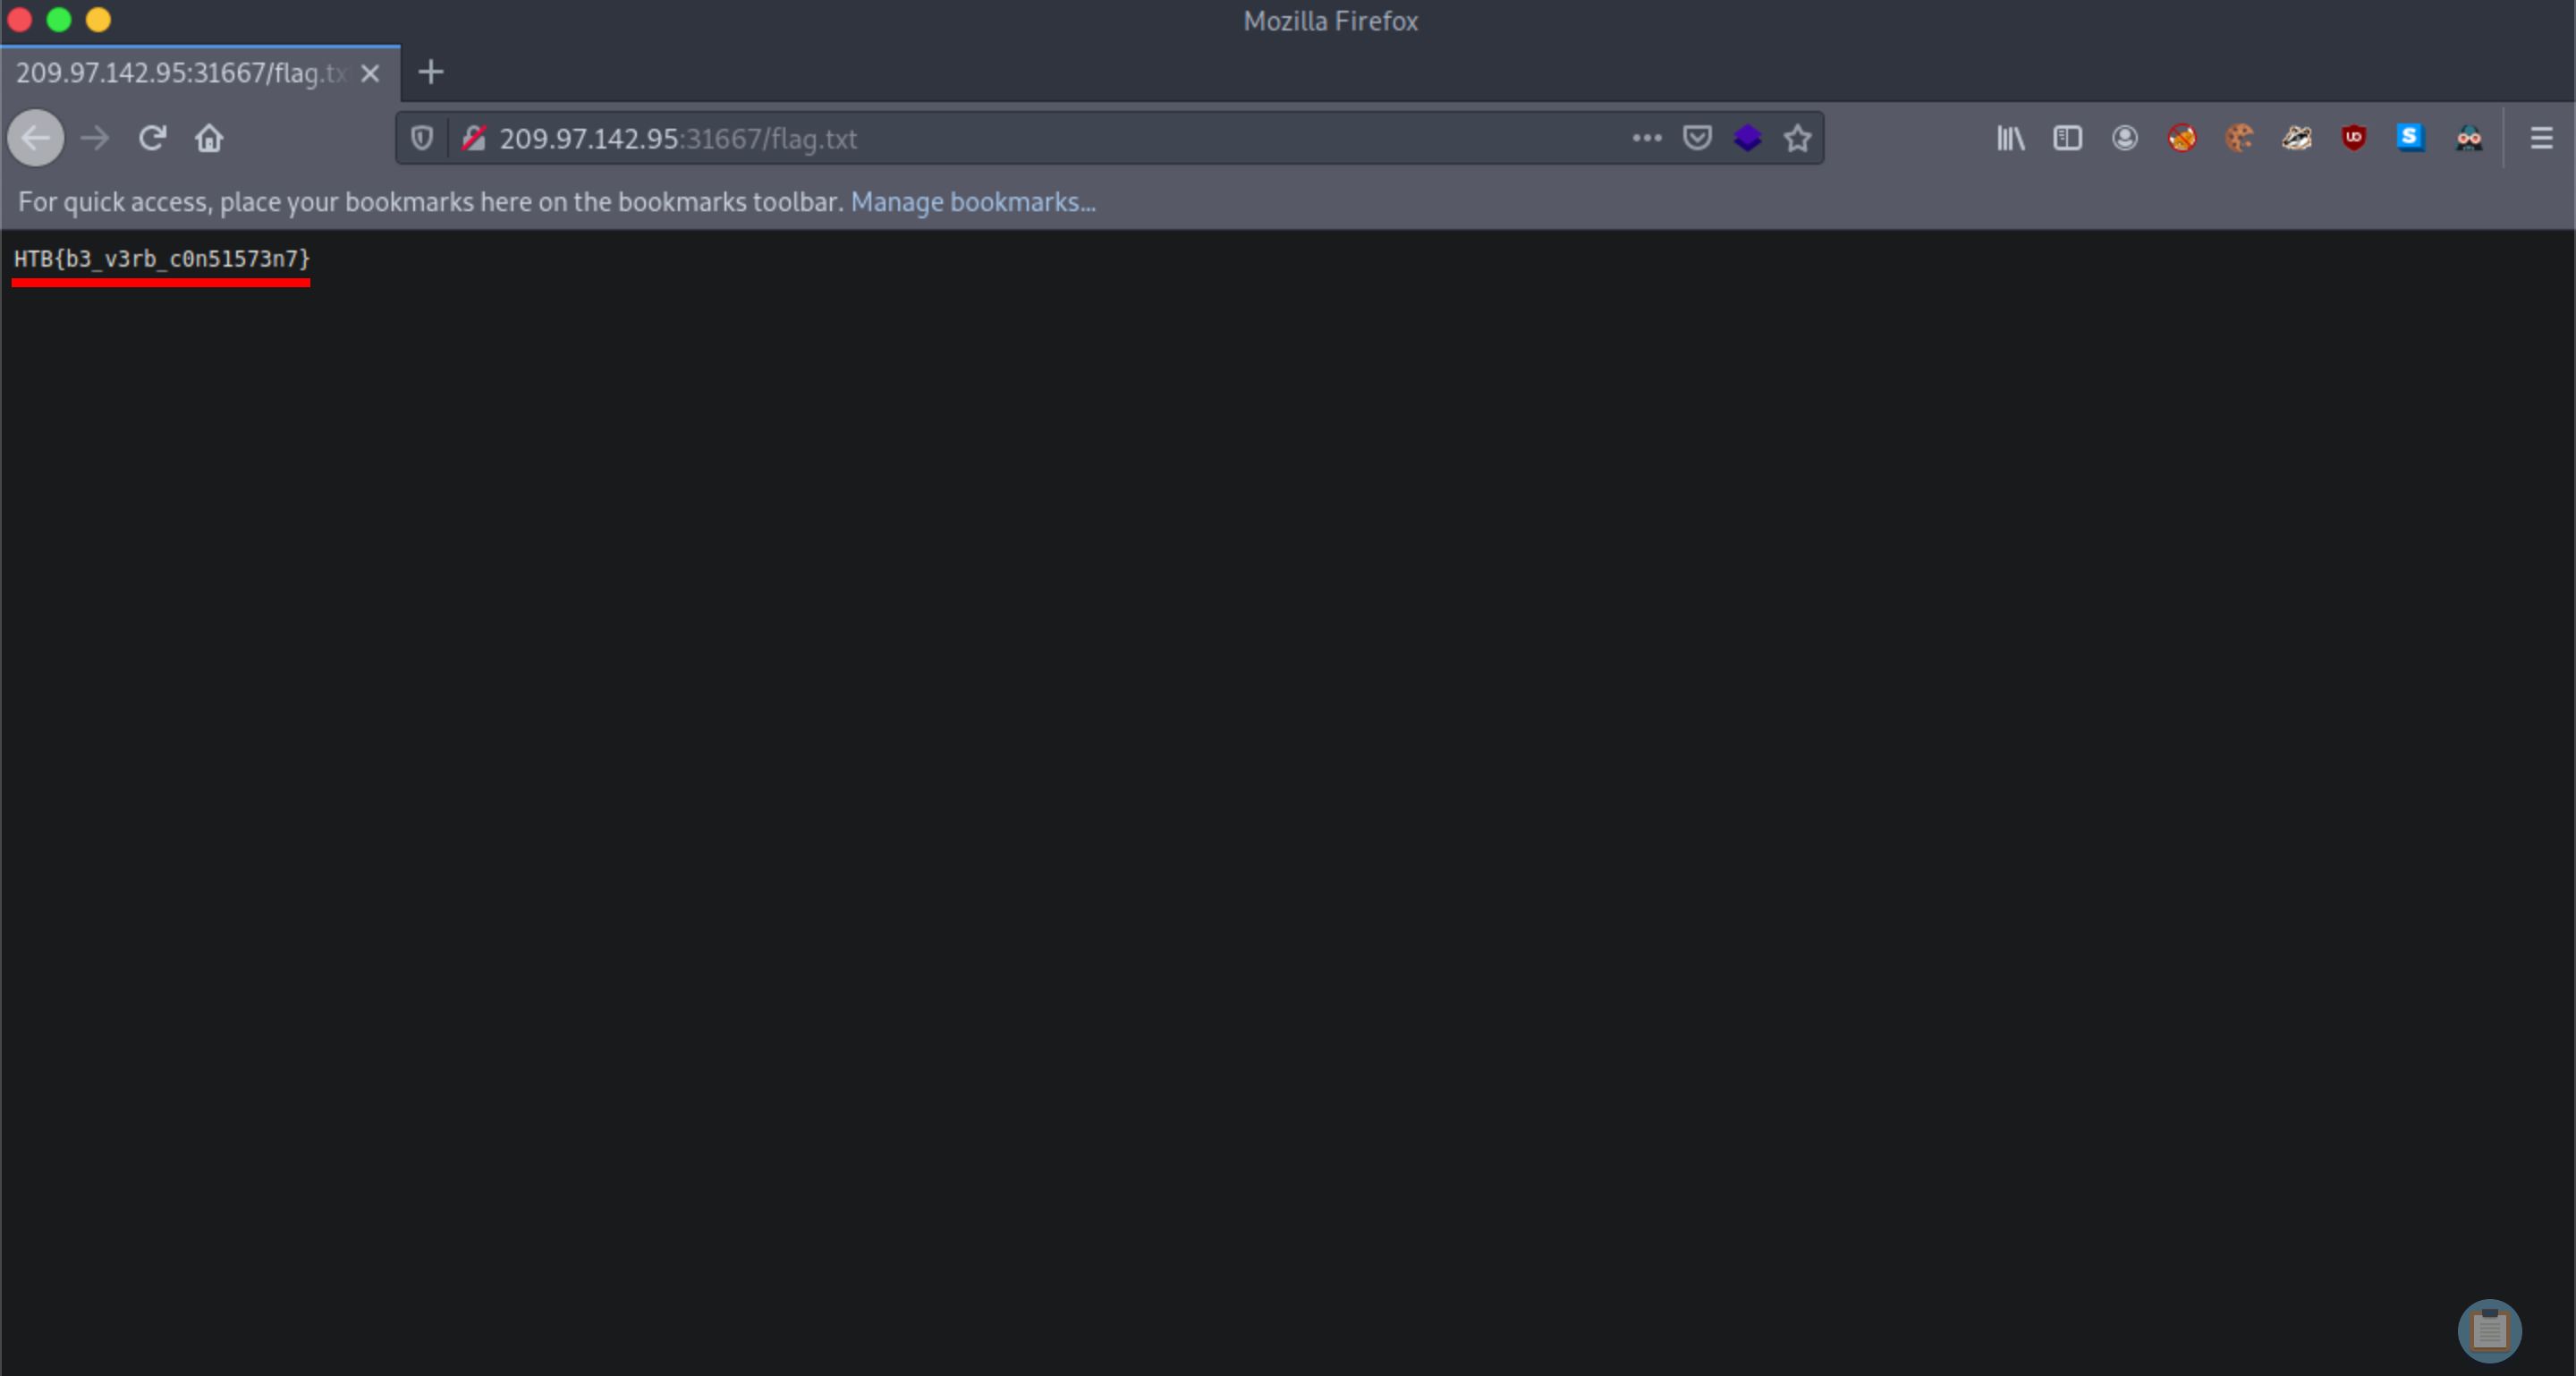 Mozilla Firefox
209.97.142.95:31667/flag.tx
209.97.142.95:31667/flag.txt
For quick access, place your bookmarks here on the bookmarks toolbar. Manage bookmarks...
HTB{b3_v3rb_c0n51573n7}